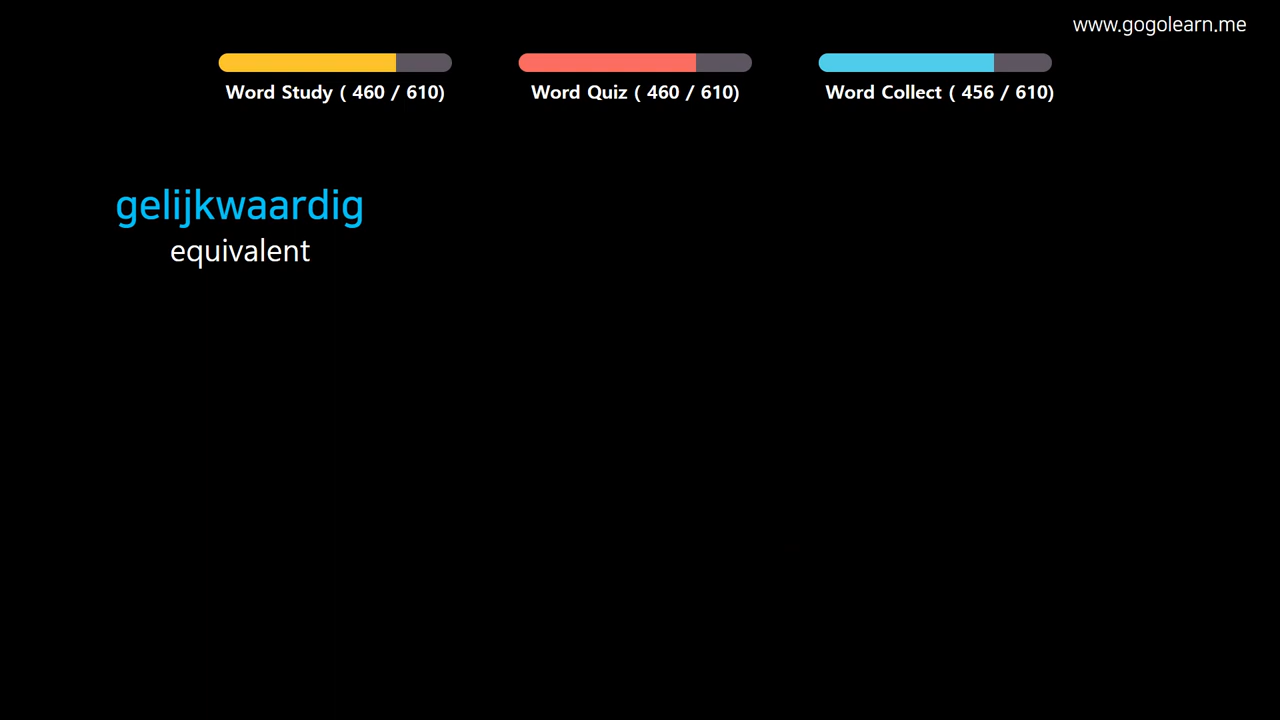 www.gogolearn.me
Word Study ( 460 / 610)
Word Quiz ( 460 / 610)
Word Collect ( 456 / 610)
gelijkwaardig
equivalent